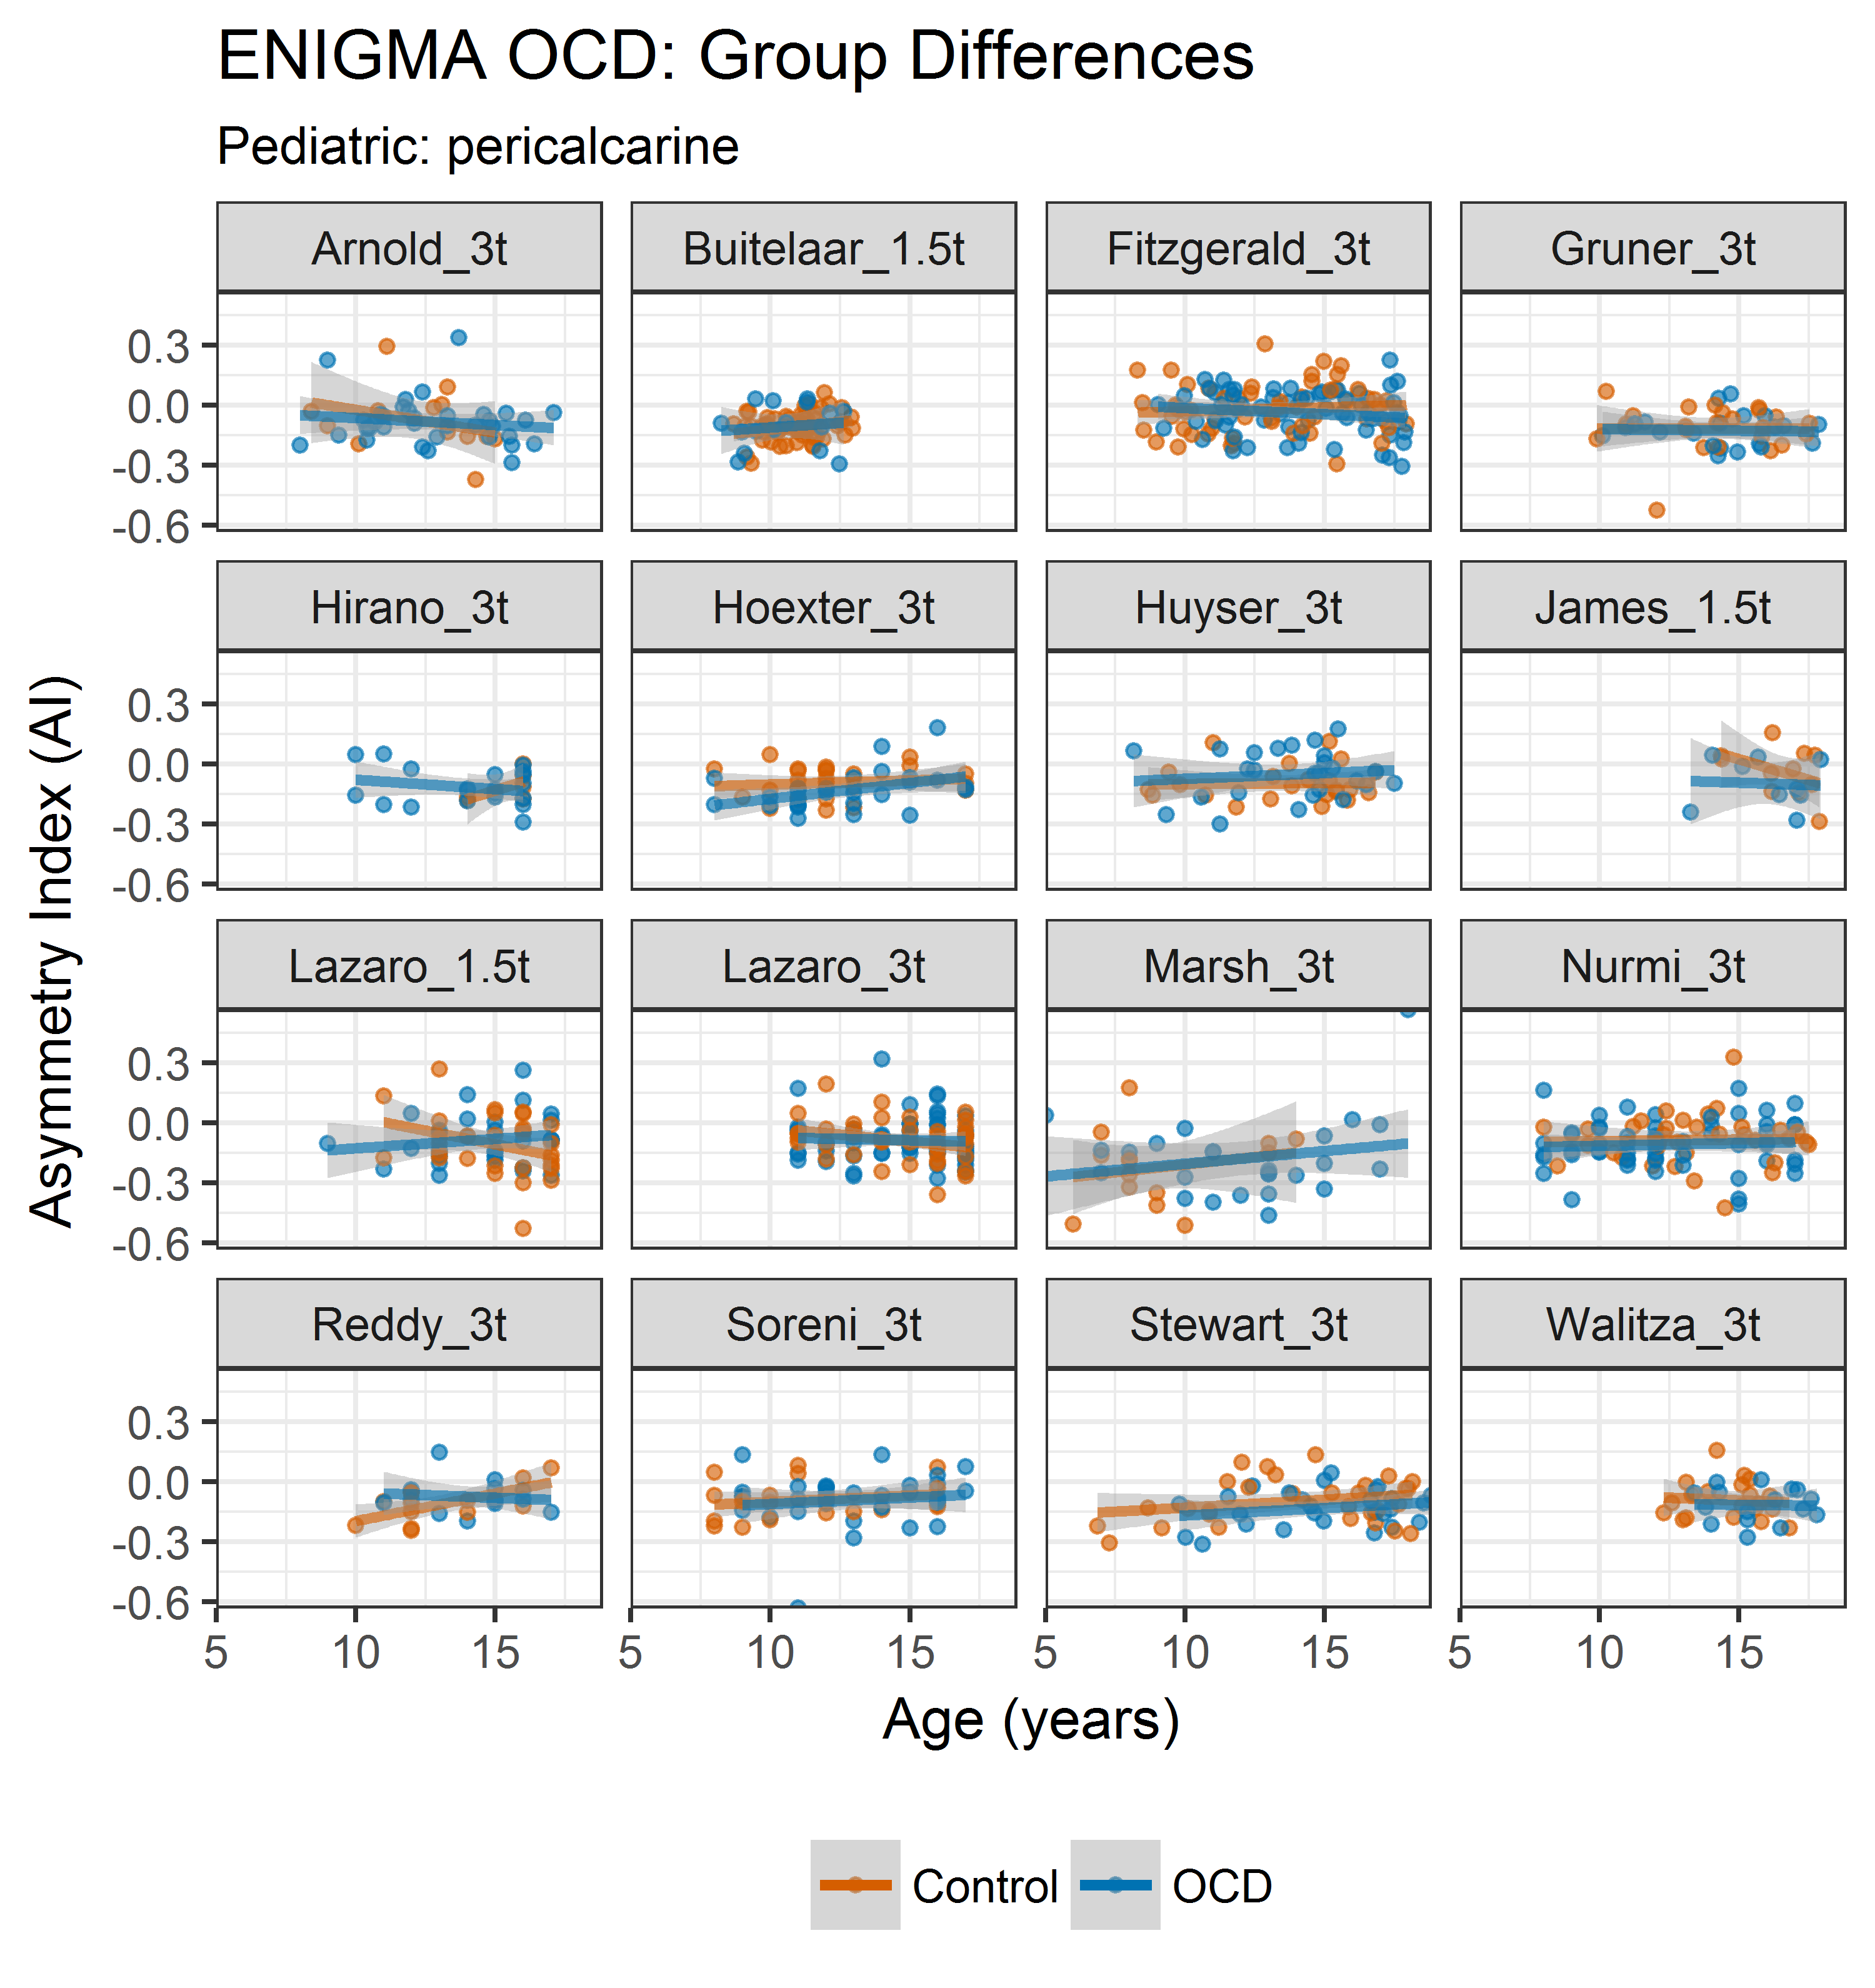 ENIGMA OCD: Group Differences
Pediatric: pericalcarine
Arnold_3t Buitelaar_1.5t Fitzgerald_3t Gruner_3t
0.3
0.0
-0.3
-0.6
Hirano_3t Hoexter_3t Huyser_3t James_1.5t
0.3
0.0
-0.3
-0.6
Asymmetry Index (AI)
Lazaro_1.5t Lazaro_3t Marsh_3t Nurmi_3t
0.3
0.0
-0.3
-0.6
Reddy_3t Soreni_3t Stewart_3t Walitza_3t
0.3
0.0
-0.3
-0.6
5 10 15 5 10 15 5 10 15 5 10 15
Age (years)
Control OCD